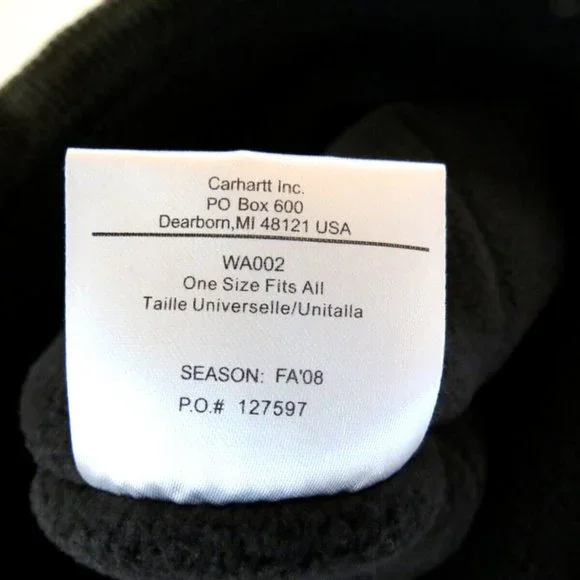 Carhartt Inc.
PO Box 600
Dearborn,MI 48121 USA
WA002
One Size Fits All
Taille Universelle/Unitalla
SEASON: FA'08
P.O.# 127597